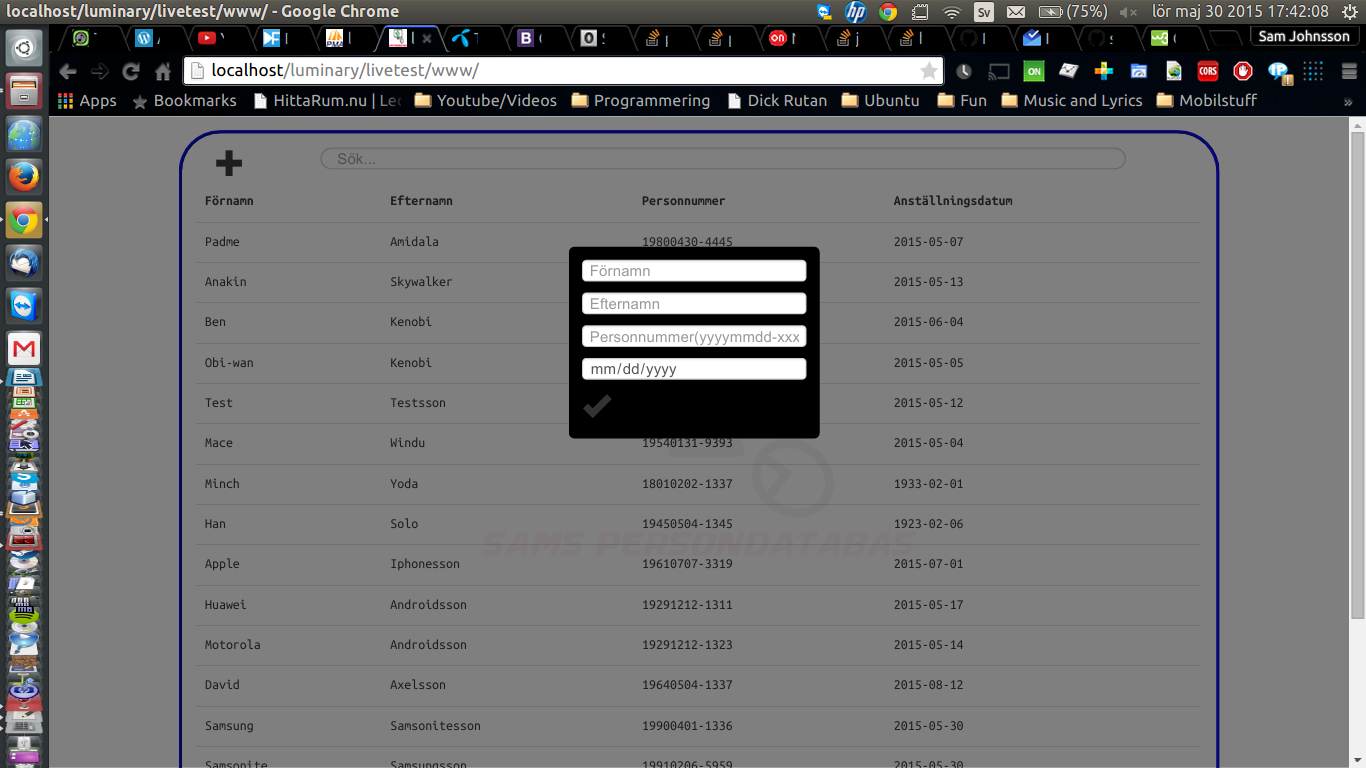 localhost/luminary/livetest/www/ - Google Chrome
Sv (75%) lör maj 30 2015 17:42:08
Sam Johnsson
localhost/luminary/livetest/www/
ON CORS
Apps Bookmarks HittaRum.nu | Le Youtube/Videos Programmering Dick Rutan Ubuntu Fun Music and Lyrics Mobilstuff »
Sök...
Förnamn Efternamn Personnummer Anställningsdatum
Padme Amidala 19800430-4445 2015-05-07
Anakin Skywalker 2015-05-13
Ben Kenobi 2015-06-04
Obi-wan Kenobi 2015-05-05
Test Testsson 2015-05-12
Förnamn
Efternamn
Personnummer(yyyymmdd-xxx
mm/dd/yyyy
Mace Windu 19540131-9393 2015-05-04
Minch Yoda 18010202-1337 1933-02-01
Han Solo 19450504-1345 1923-02-06
SAMS PERSONDATABAS
Apple Iphonesson 19610707-3319 2015-07-01
Huawei Androidsson 19291212-1311 2015-05-17
Motorola Androidsson 19291212-1323 2015-05-14
David Axelsson 19640504-1337 2015-08-12
Samsung Samsonitesson 19900401-1336 2015-05-30
Samsonite Samsungsson 19910206-5959 2015-05-30